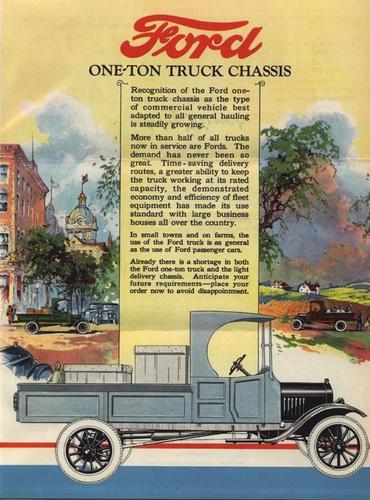 Ford
ONE-TON TRUCK CHASSIS
Recognition of the Ford one-
ton truck chassis as the type
of commercial vehicle best
adapted to all general hauling
is steadily growing.
More than half of all trucks
now in service are Fords. The
demand has never been so
great. Time-saving delivery
routes, a greater ability to keep
the truck working at its rated
capacity, the demonstrated
economy and efficiency of fleet
equipment has made its use
standard with large business
houses all over the country.
In small towns and on farms, the
use of the Ford truck is as general
as the use of Ford passenger cars.
Already there is a shortage in both
the Ford one-ton truck and the light
delivery chassis. Anticipate your
future requirements—place your
order now to avoid disappointment.